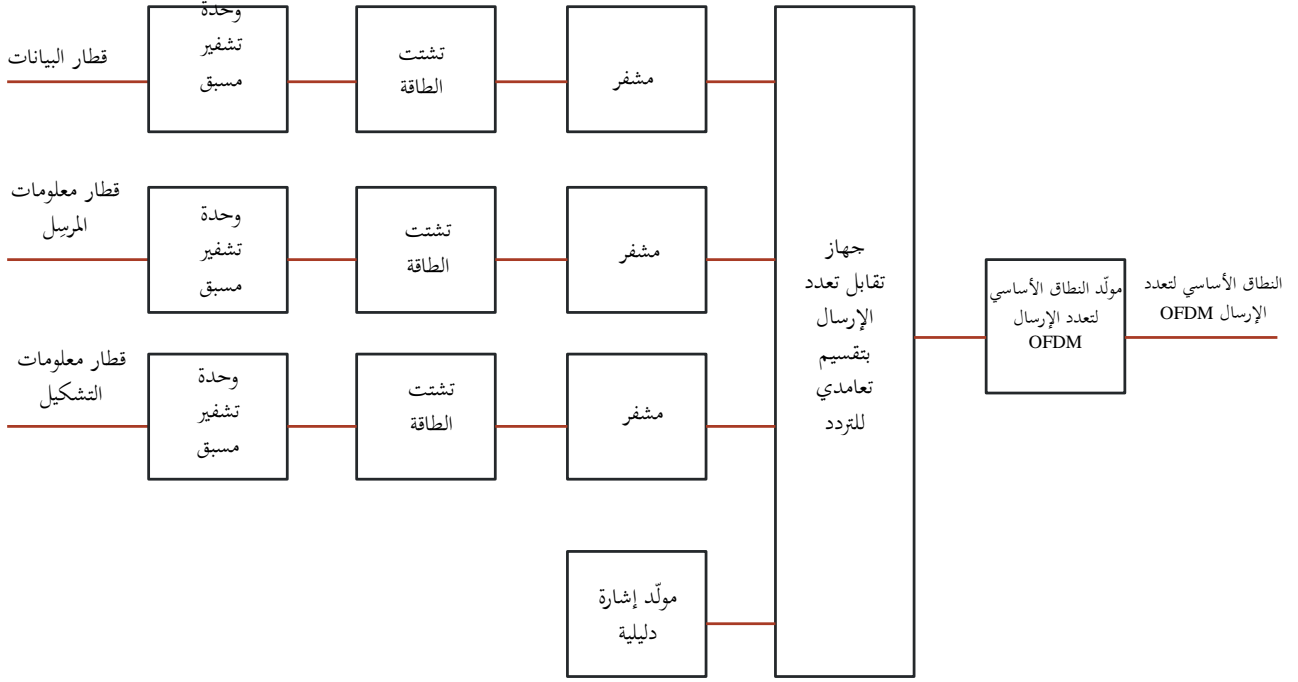 قطار البيانات
وحدة
تشفير
مسبق
تشتت
الطاقة
مشفر
قطار معلومات
المرسِل
وحدة
تشفير
مسبق
تشتت
الطاقة
مشفر
قطار معلومات
التشكيل
وحدة
تشفير
مسبق
تشتت
الطاقة
مشفر
مولّد إشارة
دليلية
جهاز
تقابل تعدد
الإرسال
بتقسيم
تعامدي
للتردد
مولّد النطاق الأساسي
لتعدد الإرسال
OFDM
النطاق الأساسي لتعدد
الإرسال OFDM